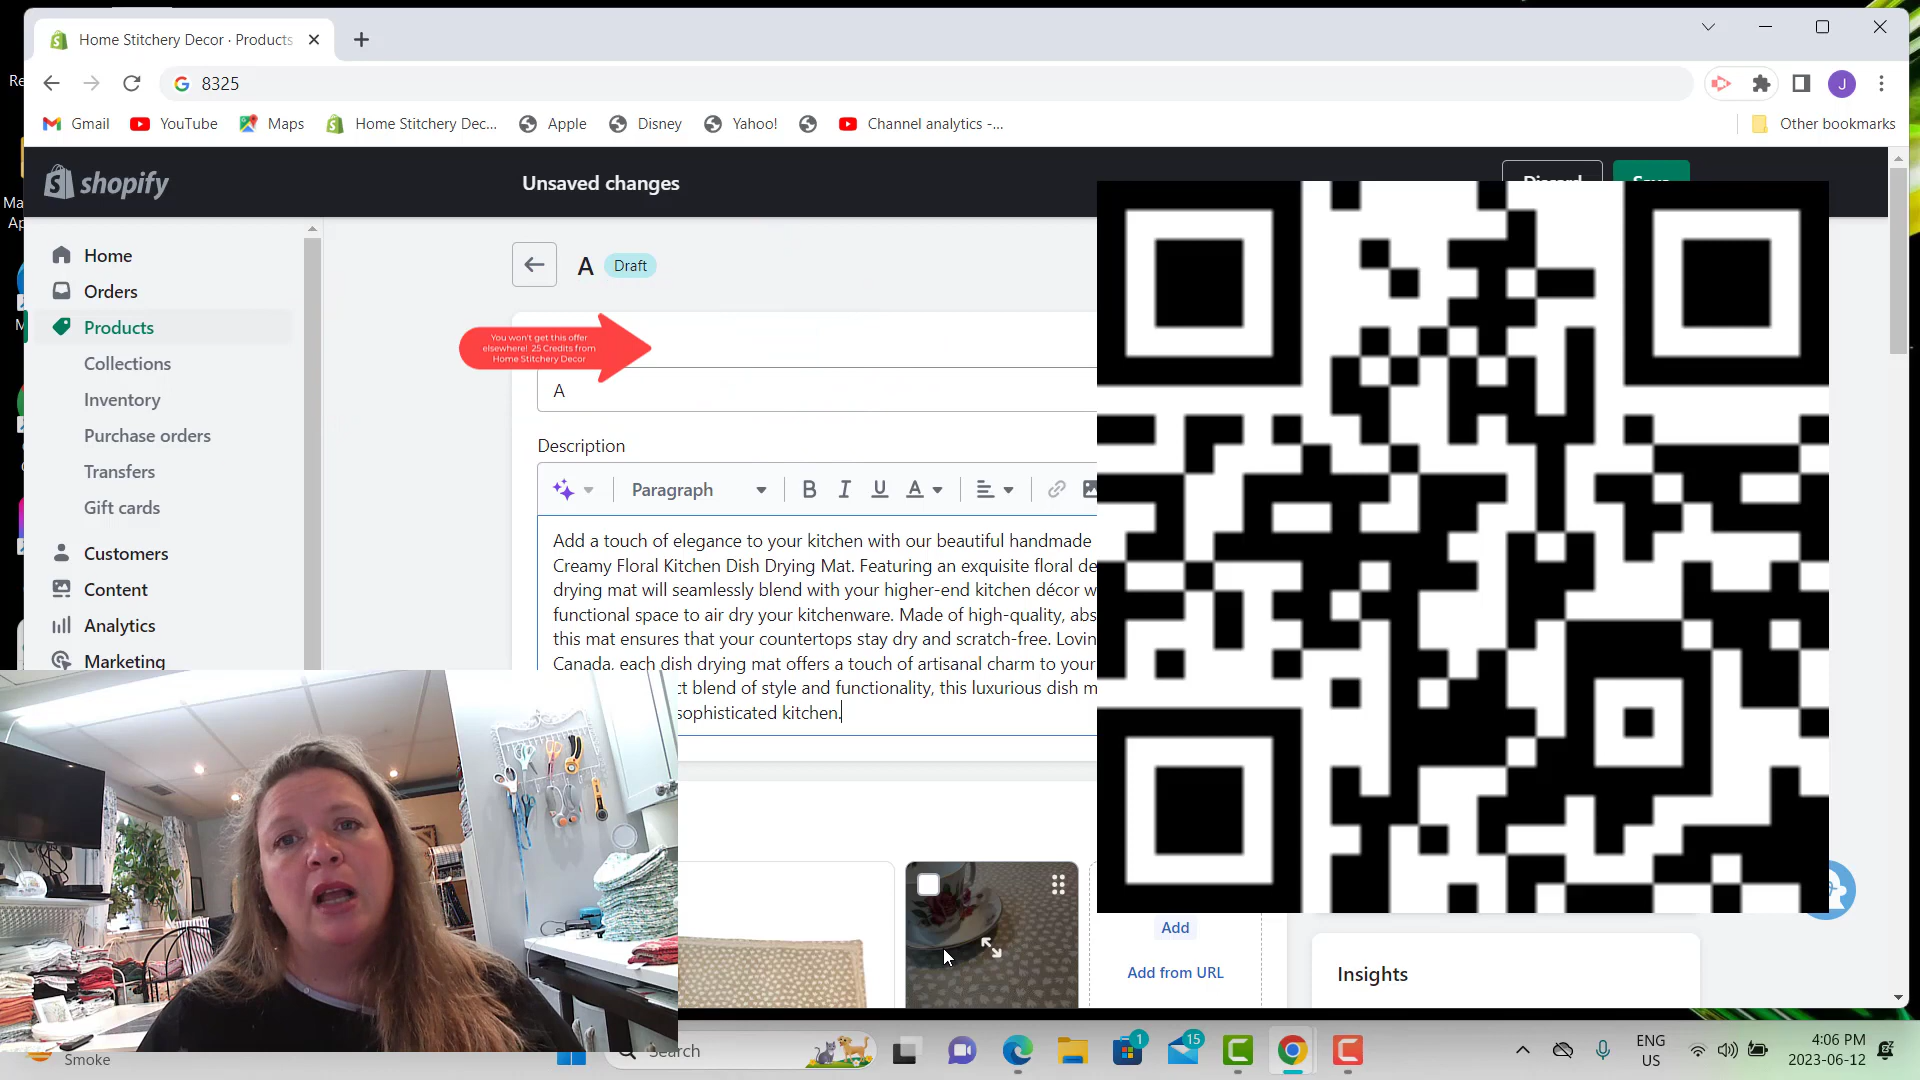 Home Stitchery Decor · Products
8325
Gmail
YouTube
Maps
Home Stitchery Dec...
Apple
Disney
Yahoo!
Channel analytics -...
Other bookmarks
shopify
Unsaved changes
Discard
Save
Home
Orders
Products
Collections
Inventory
Purchase orders
Transfers
Gift cards
Customers
Content
Analytics
Marketing
A Draft
You won't get this offer
elsewhere! 25 Credits from
Home Stitchery Decor
A
Description
Paragraph
B I U A
Add a touch of elegance to your kitchen with our beautiful handmade
Creamy Floral Kitchen Dish Drying Mat. Featuring an exquisite floral de
drying mat will seamlessly blend with your higher-end kitchen décor w
functional space to air dry your kitchenware. Made of high-quality, abs
this mat ensures that your countertops stay dry and scratch-free. Lovin
Canada, each dish drying mat offers a touch of artisanal charm to your
ct blend of style and functionality, this luxurious dish m
sophisticated kitchen.
Add
Add from URL
Insights
Smoke
Search
1
15
ENG
US
4:06 PM
2023-06-12
J